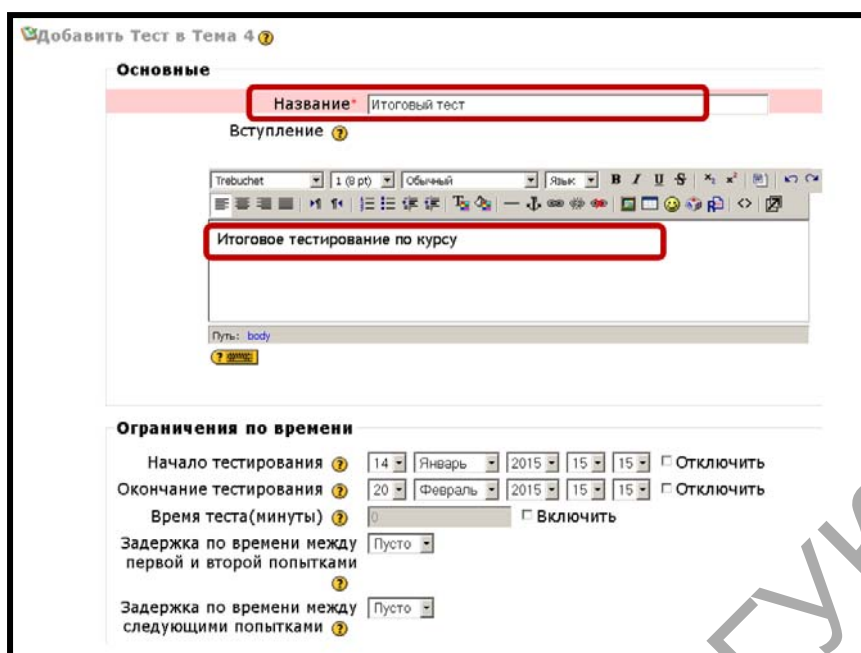 Добавить Тест в Тема 4
Основные
Название* Итоговый тест
Вступление
Trebuchet 1 (8 pt) Обычный Язык B I U S
Итоговое тестирование по курсу
Путь: body
Ограничения по времени
Начало тестирования 14 Январь 2015 15 15 Отключить
Окончание тестирования 20 Февраль 2015 15 15 Отключить
Время теста(минуты) 0 Включить
Задержка по времени между Пусто
первой и второй попытками
Задержка по времени между Пусто
следующими попытками